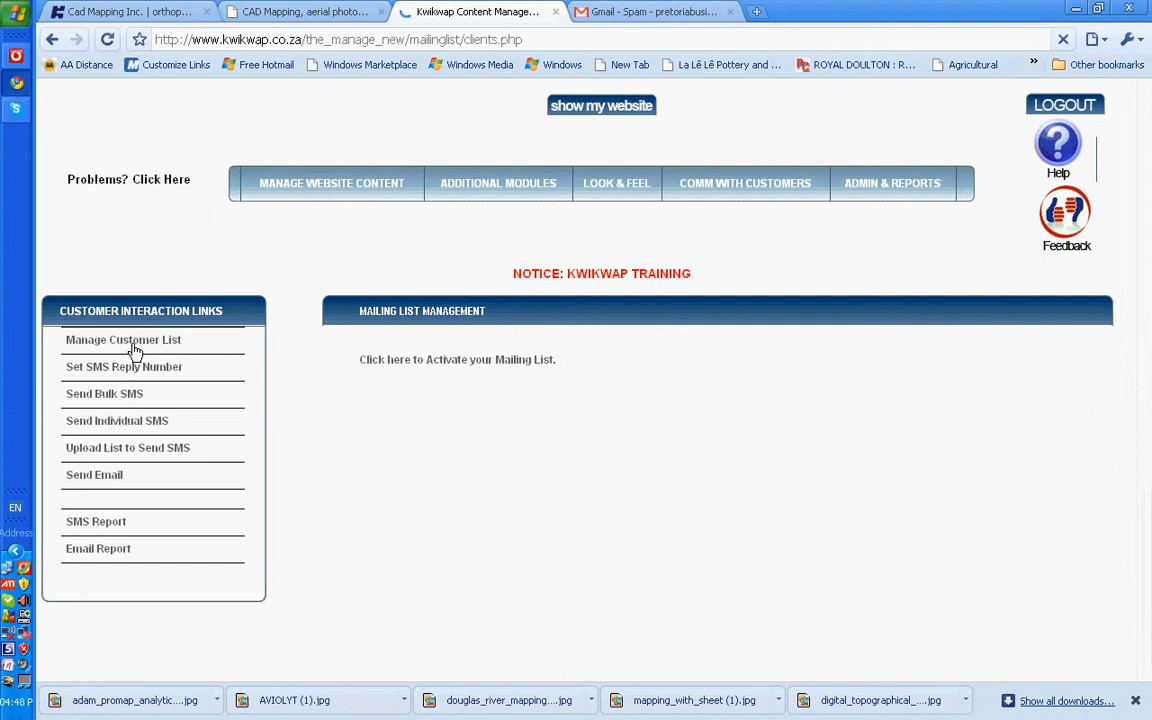 Cad Mapping Inc. | orthop...
CAD Mapping, aerial photo...
Kwikwap Content Manage...
Gmail - Spam - pretoriabusi...
http://www.kwikwap.co.za/the_manage_new/mailinglist/clients.php
AA Distance
Customize Links
Free Hotmail
Windows Marketplace
Windows Media
Windows
New Tab
La Lê Lê Pottery and ...
ROYAL DOULTON : R...
Agricultural
»
Other bookmarks
show my website
LOGOUT
Help
Feedback
Problems? Click Here
MANAGE WEBSITE CONTENT
ADDITIONAL MODULES
LOOK & FEEL
COMM WITH CUSTOMERS
ADMIN & REPORTS
NOTICE: KWIKWAP TRAINING
CUSTOMER INTERACTION LINKS
Manage Customer List
Set SMS Reply Number
Send Bulk SMS
Send Individual SMS
Upload List to Send SMS
Send Email
SMS Report
Email Report
MAILING LIST MANAGEMENT
Click here to Activate your Mailing List.
EN
Address
ATI
04:48 PM
adam_promap_analytic....jpg
AVIOLYT (1).jpg
douglas_river_mapping....jpg
mapping_with_sheet (1).jpg
digital_topographical_....jpg
Show all downloads...